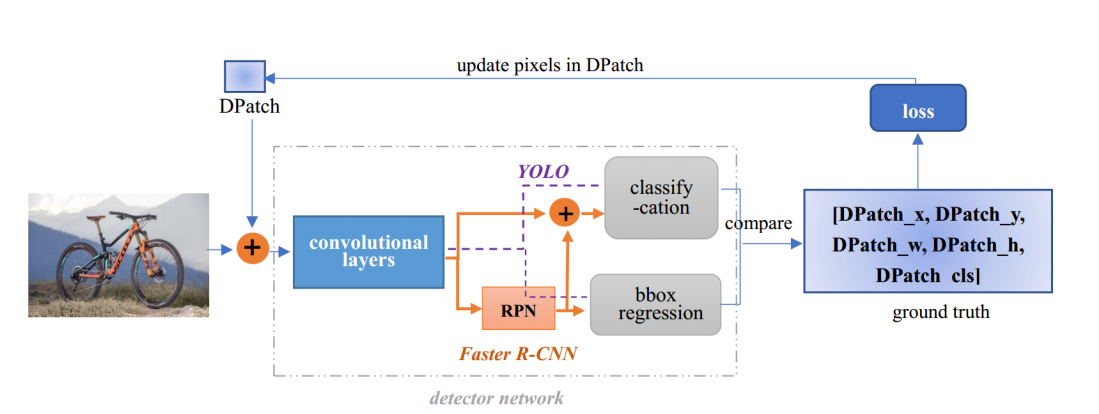 update pixels in DPatch
DPatch
loss
YOLO
classify
-cation
+
+
convolutional
layers
compare
[DPatch_x, DPatch_y,
DPatch_w, DPatch_h,
DPatch_cls]
RPN
bbox
regression
ground truth
Faster R-CNN
detector network